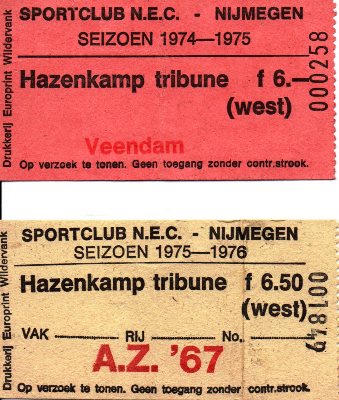 SPORTCLUB N.E.C. - NIJMEGEN
SEIZOEN 1974—1975
Hazenkamp tribune f 6.—
(west)
000258
Veendam
Op verzoek te tonen. Geen toegang zonder contr.strook.
Drukkerij Europrint Wildervank
SPORTCLUB N.E.C. - NIJMEGEN
SEIZOEN 1975—1976
Hazenkamp tribune f 6.50
(west)
VAK RIJ No.
A.Z. '67
Op verzoek te tonen. Geen toegang zonder contr.strook.
Drukkerij Europrint Wildervank